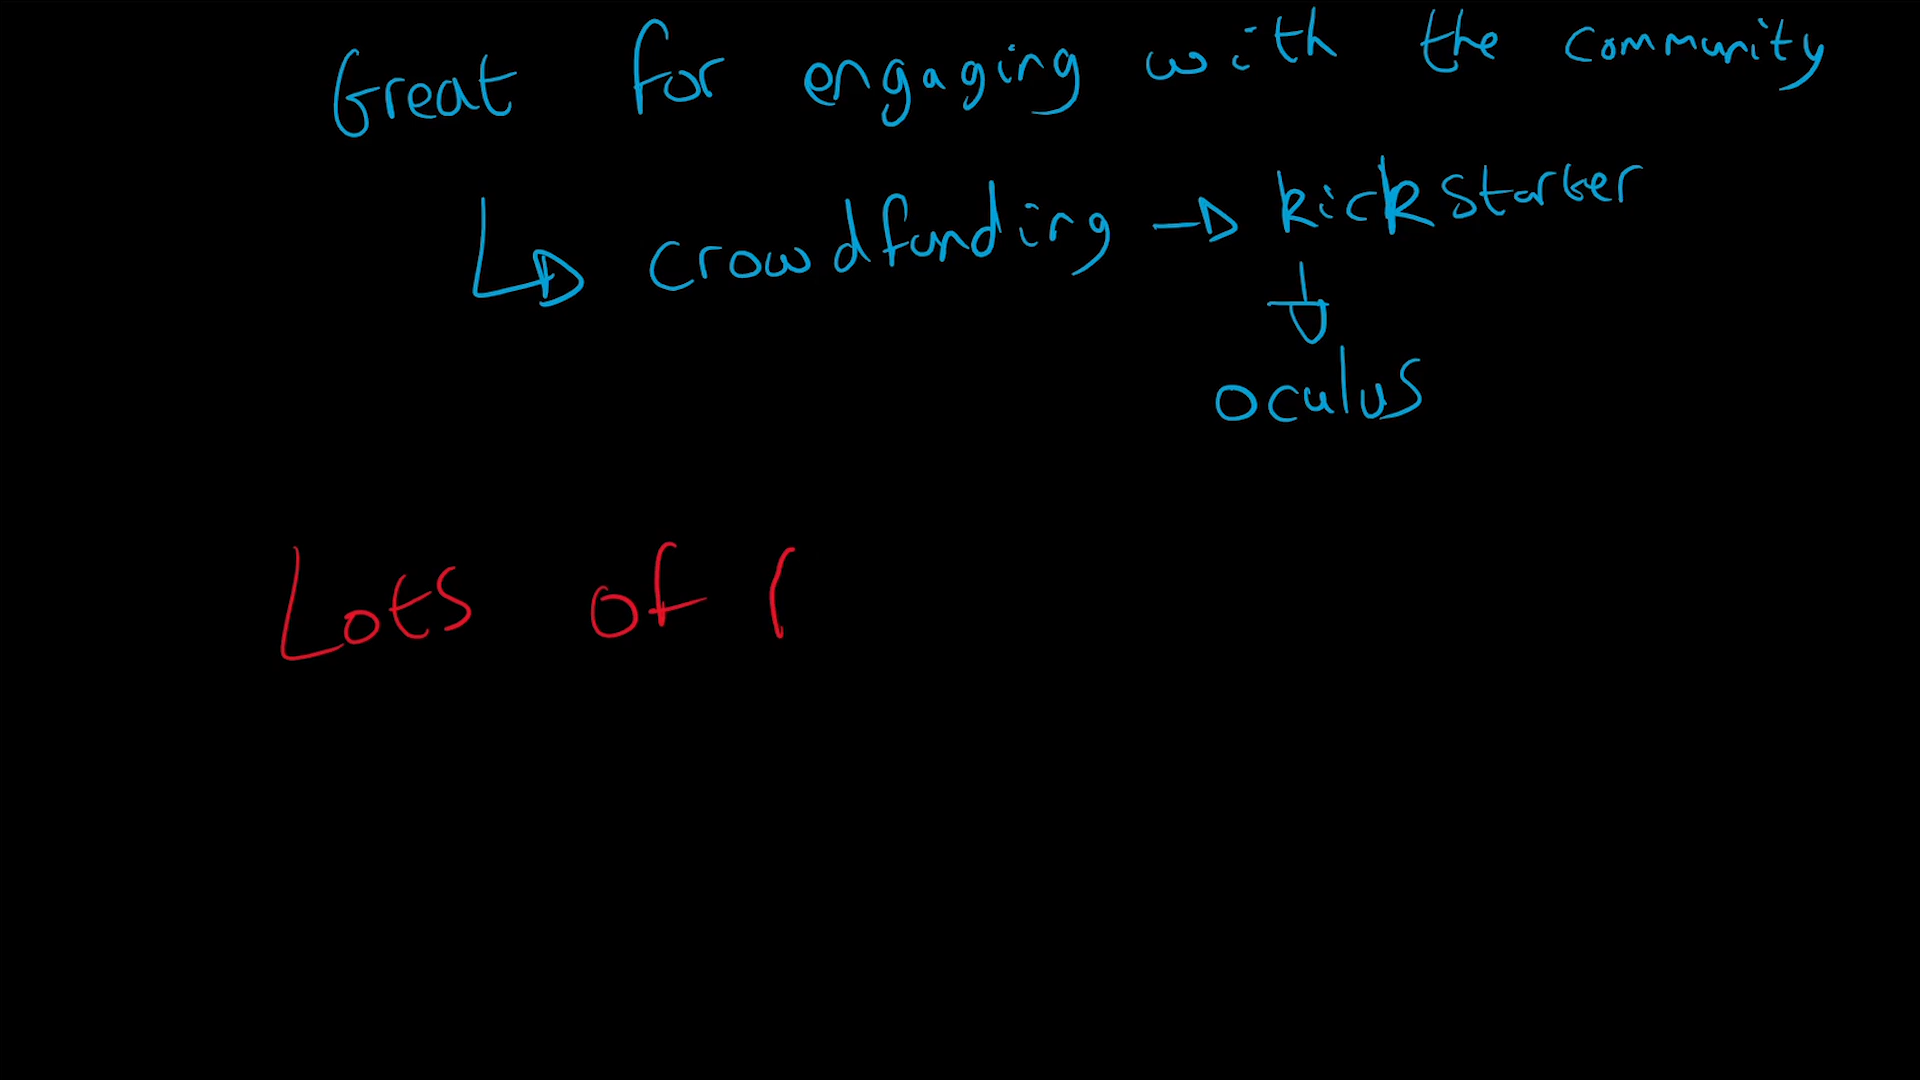 Great for engaging with the community
crowdfunding → kickstarter
oculus
Lots of